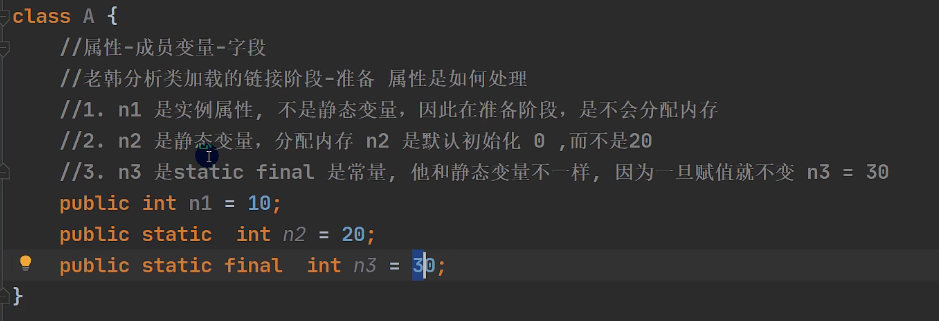 class A {
//属性-成员变量-字段
//老韩分析类加载的链接阶段-准备 属性是如何处理
//1. n1 是实例属性, 不是静态变量，因此在准备阶段，是不会分配内存
//2. n2 是静态变量，分配内存 n2 是默认初始化 0 ,而不是20
//3. n3 是static final 是常量, 他和静态变量不一样, 因为一旦赋值就不变 n3 = 30
public int n1 = 10;
public static  int n2 = 20;
public static final  int n3 = 30;
}